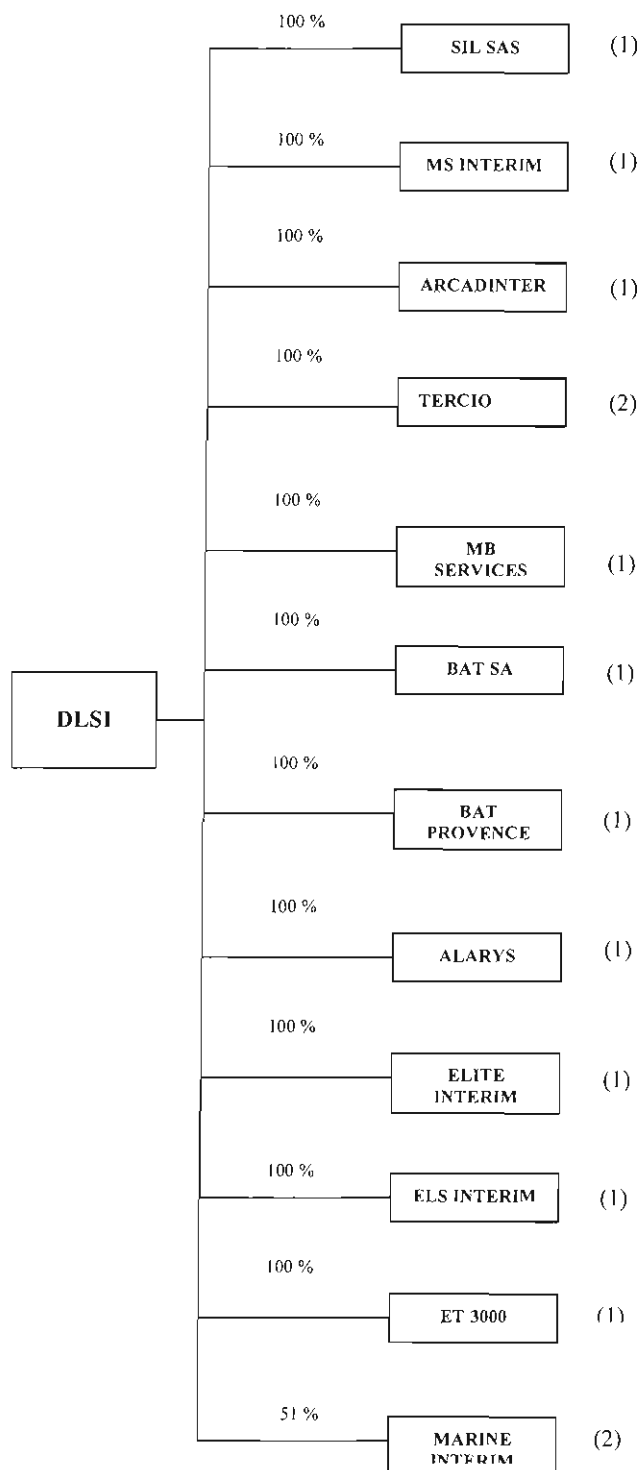 100 %
SIL SAS (1)
100 %
MS INTERIM (1)
100 %
ARCADINTER (1)
100 %
TERCIO (2)
100 %
MB
SERVICES (1)
100 %
BAT SA (1)
DLSI
100 %
BAT
PROVENCE (1)
100 %
ALARYS (1)
100 %
ELITE
INTERIM (1)
100 %
ELS INTERIM (1)
100 %
ET 3000 (1)
51 %
MARINE
INTERIM (2)